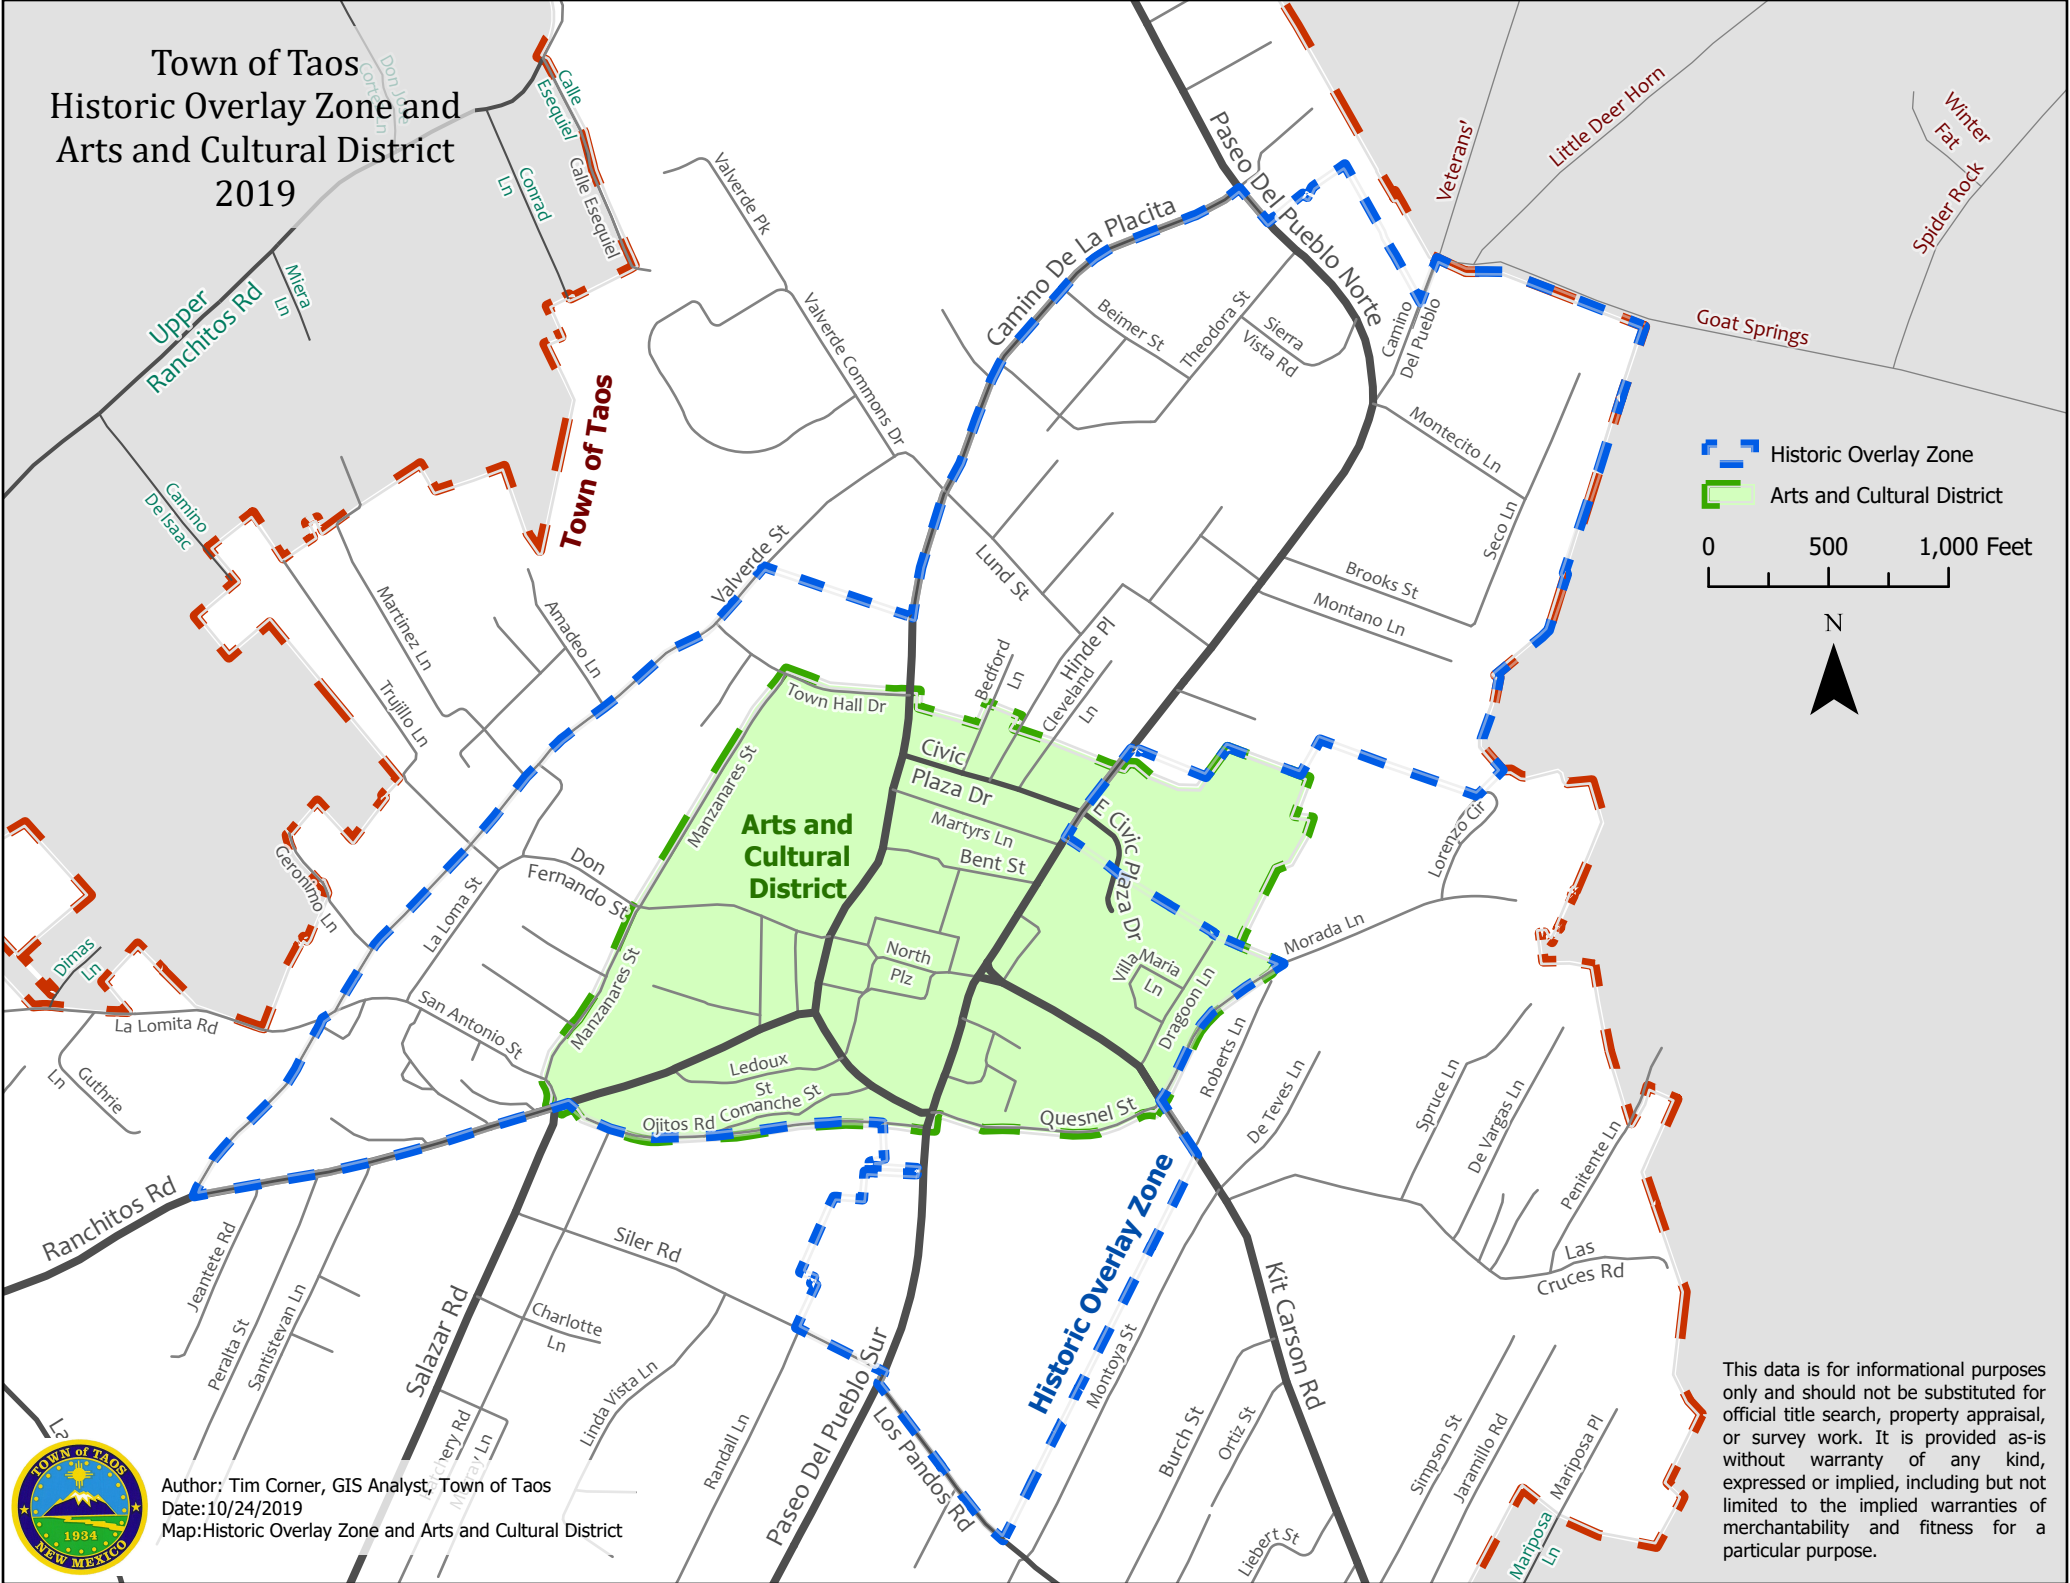 Town of Taos
Historic Overlay Zone and
Arts and Cultural District
2019
Don Jose
Cortez Ln
Calle
Esequiel
Calle Esequiel
Conrad
Ln
Miera
Ln
Upper
Ranchitos Rd
Camino
De Isaac
Town of Taos
Valverde Pk
Valverde Commons Dr
Camino De La Placita
Paseo Del Pueblo Norte
Beimer St
Theodora St
Sierra
Vista Rd
Camino
Del Pueblo
Veterans'
Little Deer Horn
Winter
Fat
Spider Rock
Goat Springs
Montecito Ln
Seco Ln
Brooks St
Montano Ln
Historic Overlay Zone
Arts and Cultural District
0 500 1,000 Feet
N
Valverde St
Lund St
Martinez Ln
Amadeo Ln
Trujillo Ln
Town Hall Dr
Bedford
Ln
Hinde Pl
Cleveland
Ln
Civic
Plaza Dr
E Civic Plaza Dr
Manzanares St
Martyrs Ln
Bent St
Arts and
Cultural
District
Don
Fernando St
Geronimo Ln
La Loma St
Lorenzo Cir
Morada Ln
North
Plz
Villa Maria
Ln
Dragoon Ln
Dimas
Ln
La Lomita Rd
San Antonio St
Manzanares St
Guthrie
Ln
Ledoux
St
Comanche St
Ojitos Rd
Quesnel St
Roberts Ln
De Teves Ln
Spruce Ln
De Vargas Ln
Penitente Ln
Ranchitos Rd
Jeantete Rd
Peralta St
Santistevan Ln
Siler Rd
Salazar Rd
Charlotte
Ln
Linda Vista Ln
Randall Ln
Paseo Del Pueblo Sur
Los Pandos Rd
Historic Overlay Zone
Montoya St
Kit Carson Rd
Las
Cruces Rd
Burch St
Ortiz St
Liebert St
Simpson St
Jaramillo Rd
Mariposa Pl
Mariposa
Ln
La
TOWN of TAOS
1934
NEW MEXICO
Author: Tim Corner, GIS Analyst, Town of Taos
Date:10/24/2019
Map:Historic Overlay Zone and Arts and Cultural District
This data is for informational purposes
only and should not be substituted for
official title search, property appraisal,
or survey work. It is provided as-is
without warranty of any kind,
expressed or implied, including but not
limited to the implied warranties of
merchantability and fitness for a
particular purpose.